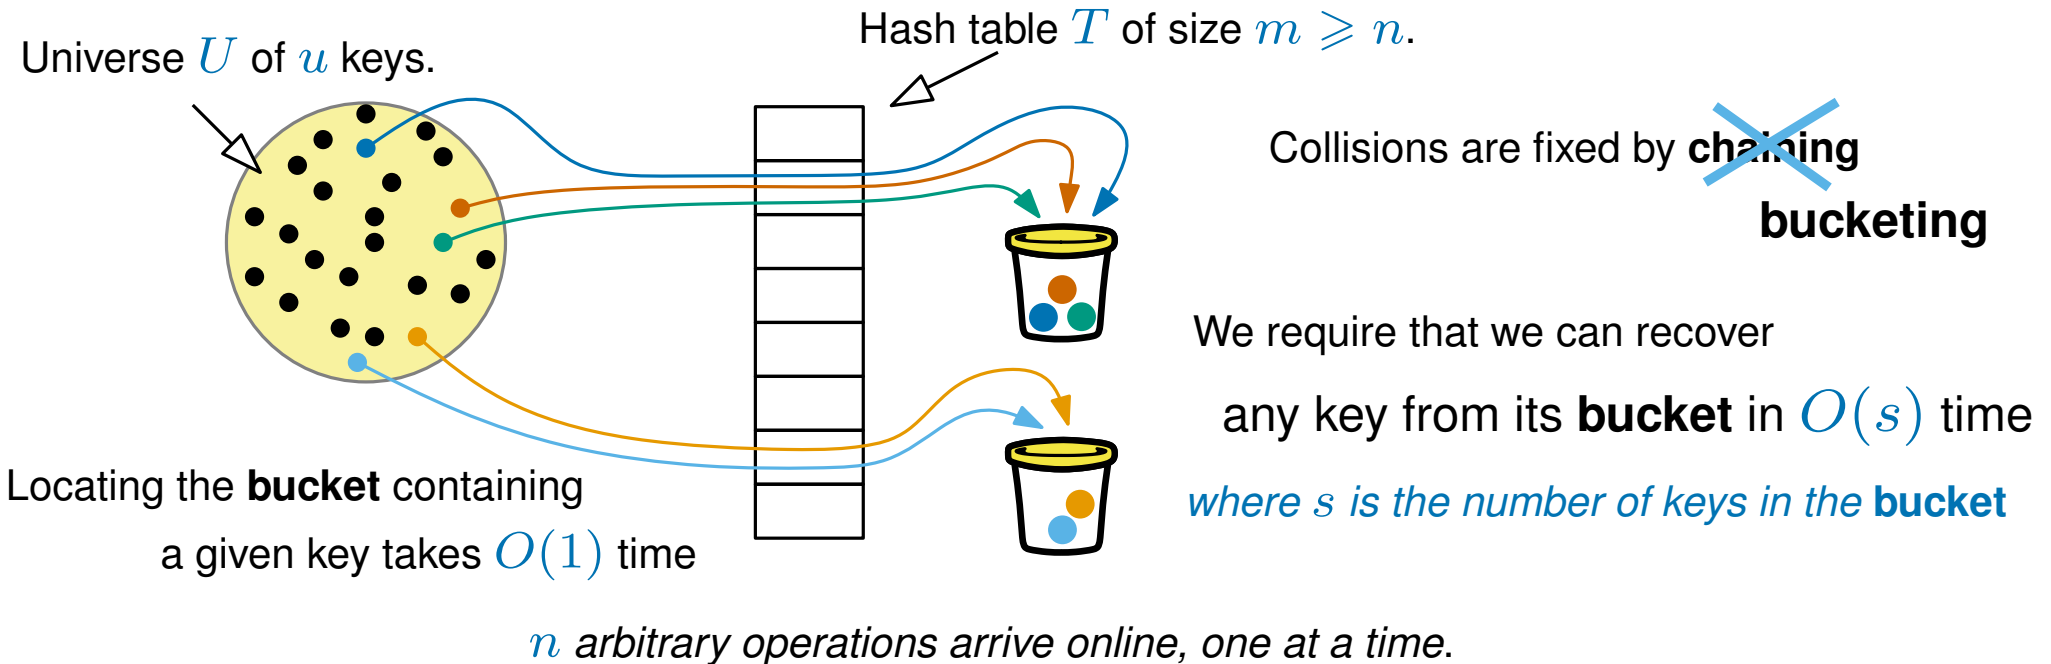 Hash table T of size m ⩾ n.
Universe U of u keys.
Collisions are fixed by chaining
bucketing
We require that we can recover
any key from its bucket in O(s) time
where s is the number of keys in the bucket
Locating the bucket containing
a given key takes O(1) time
n arbitrary operations arrive online, one at a time.